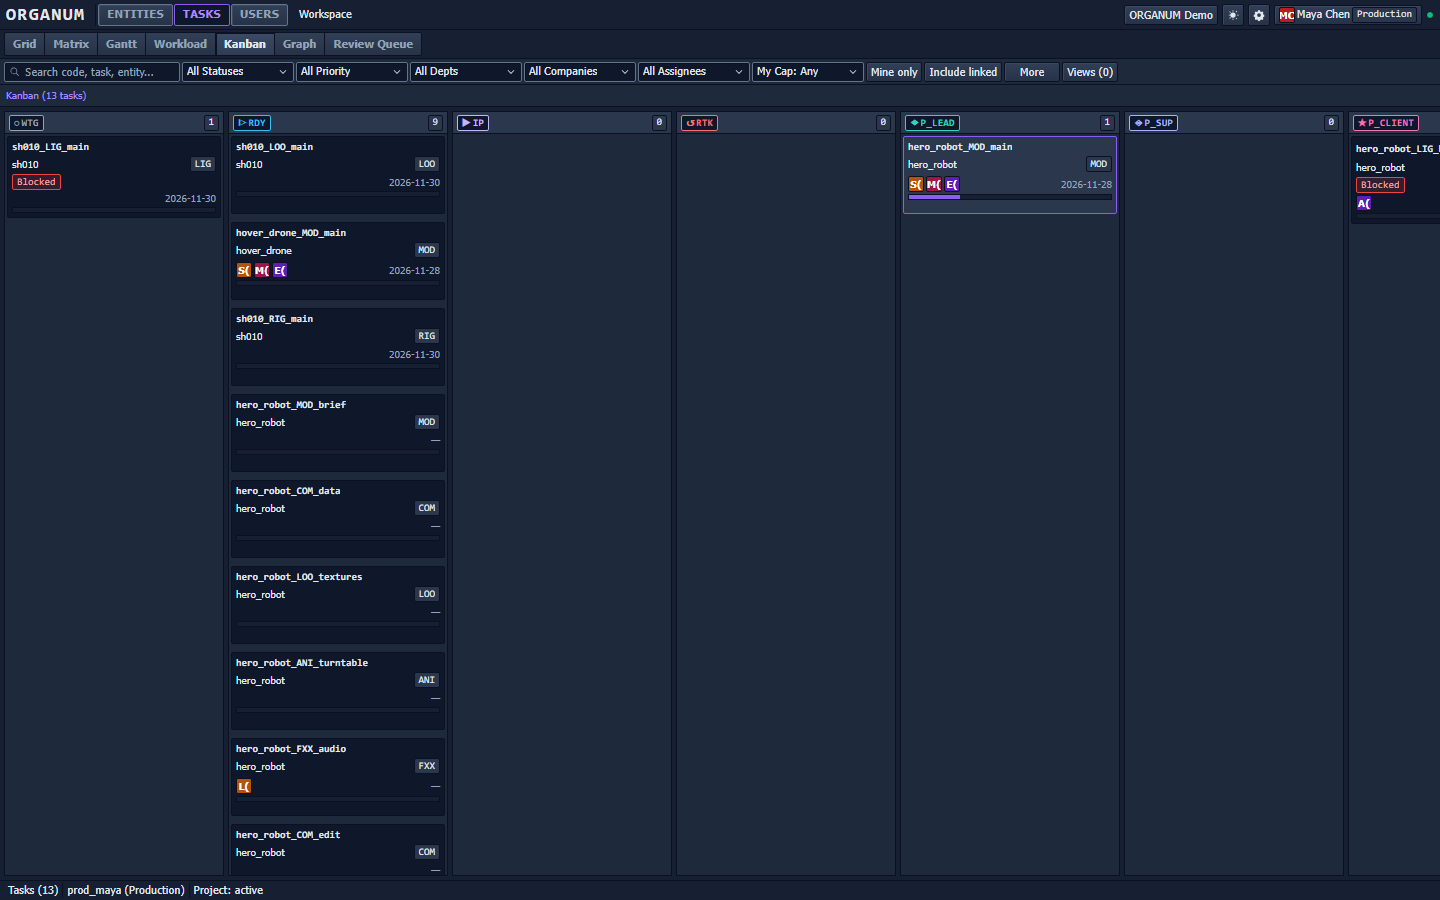 ORGANUM ENTITIES TASKS USERS Workspace ORGANUM Demo MC Maya Chen Production
Grid Matrix Gantt Workload Kanban Graph Review Queue
Search code, task, entity... All Statuses All Priority All Depts All Companies All Assignees My Cap: Any Mine only Include linked More Views (0)
Kanban (13 tasks)
WTG 1
sh010_LIG_main
sh010 LIG
Blocked
2026-11-30
RDY 9
sh010_LOO_main
sh010 LOO
2026-11-30
hover_drone_MOD_main
hover_drone MOD
S( M( E( 2026-11-28
sh010_RIG_main
sh010 RIG
2026-11-30
hero_robot_MOD_brief
hero_robot MOD
—
hero_robot_COM_data
hero_robot COM
—
hero_robot_LOO_textures
hero_robot LOO
—
hero_robot_ANI_turntable
hero_robot ANI
—
hero_robot_FXX_audio
hero_robot FXX
L( —
hero_robot_COM_edit
hero_robot COM
—
IP 0
RTK 0
P_LEAD 1
hero_robot_MOD_main
hero_robot MOD
S( M( E( 2026-11-28
P_SUP 0
P_CLIENT
hero_robot_LIG_
hero_robot
Blocked
A(
Tasks (13) prod_maya (Production) Project: active